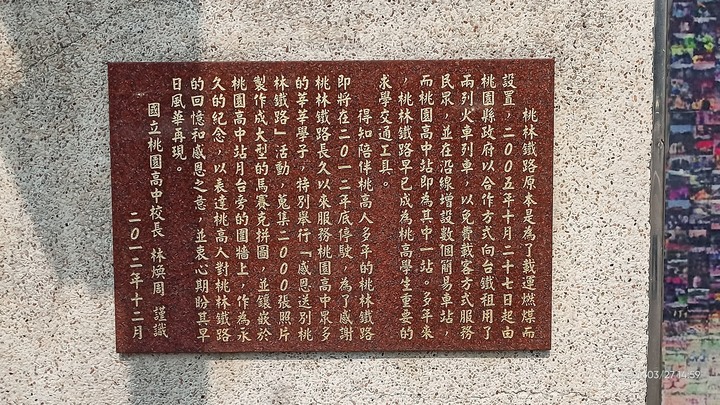 桃林鐵路原本是為了載運燃煤而
設置，二００五年十月二十七日起由
桃園縣政府以合作方式向台鐵租用了
兩列火車列車，以免費載客方式服務
民眾，並在沿線增設數個簡易車站，
而桃園高中站即為其中一站。多年來
，桃林鐵路早已成為桃高學生重要的
求學交通工具。
得知陪伴桃高人多年的桃林鐵路
即將在二０一二年底停駛，為了感謝
桃林鐵路長久以來服務桃園高中眾多
的莘莘學子，特別舉行『感恩送別桃
林鐵路』活動，蒐集二０００張照片
製作成大型的馬賽克拼圖，並鑲嵌於
桃園高中站月台旁的圍牆上，作為永
久的紀念，以表達桃高人對桃林鐵路
的回憶和感恩之意，並衷心期盼其早
日風華再現。
國立桃園高中校長 林煥周 謹識
二０一二年十二月